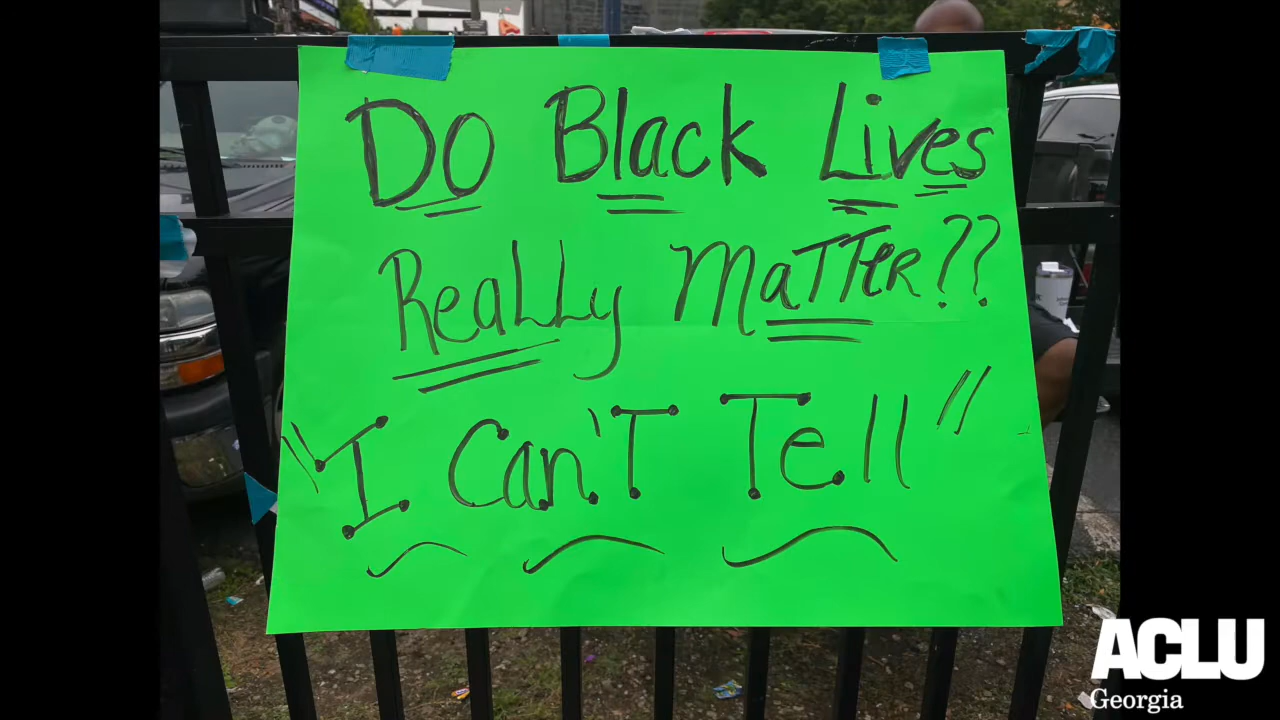 DO Black Lives
Really Matter??
"I Can't Tell"
ACLU
Georgia